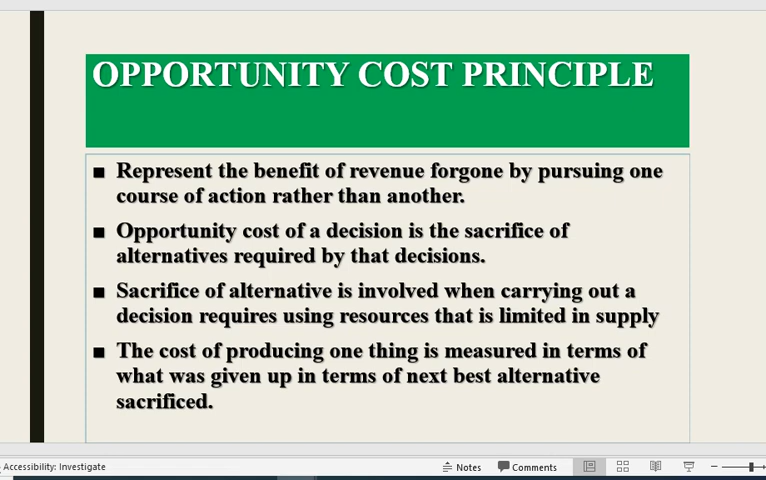 OPPORTUNITY COST PRINCIPLE
■ Represent the benefit of revenue forgone by pursuing one
course of action rather than another.
■ Opportunity cost of a decision is the sacrifice of
alternatives required by that decisions.
■ Sacrifice of alternative is involved when carrying out a
decision requires using resources that is limited in supply
■ The cost of producing one thing is measured in terms of
what was given up in terms of next best alternative
sacrificed.
Accessibility: Investigate
Notes
Comments